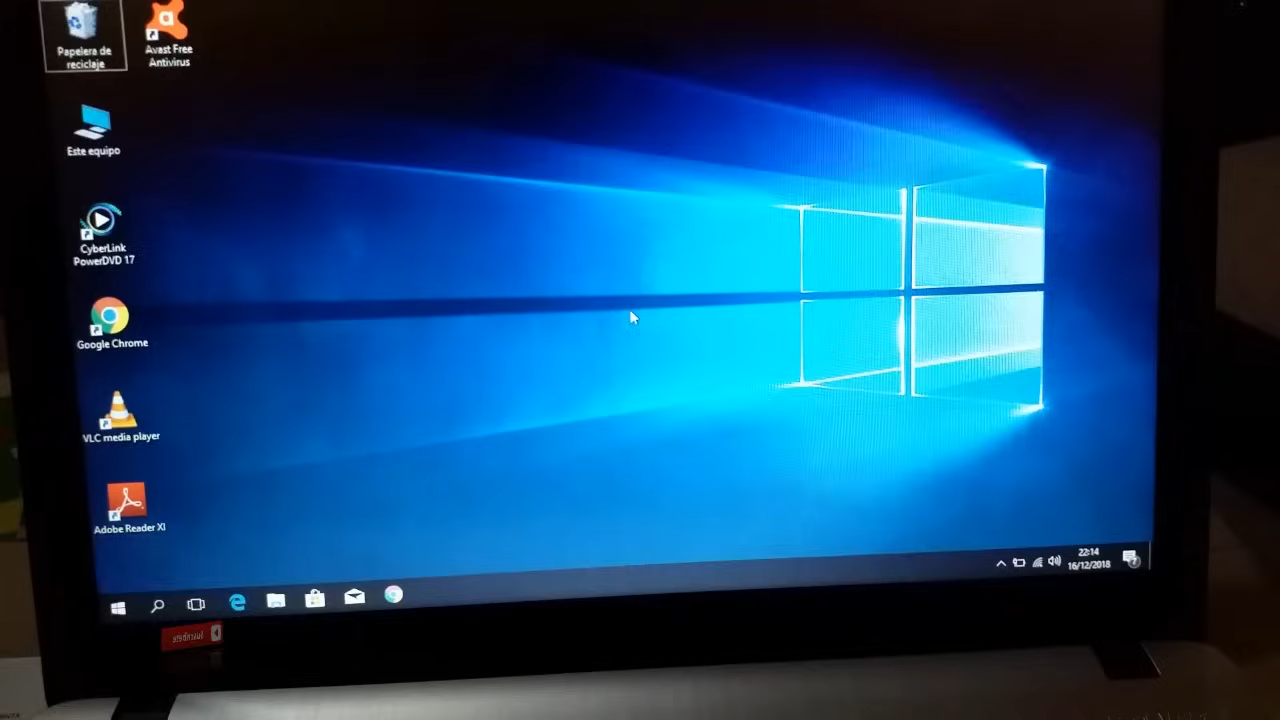 Papelera de
reciclaje
Avast Free
Antivirus
Este equipo
CyberLink
PowerDVD 17
Google Chrome
VLC media player
Adobe Reader XI
22:14
16/12/2018